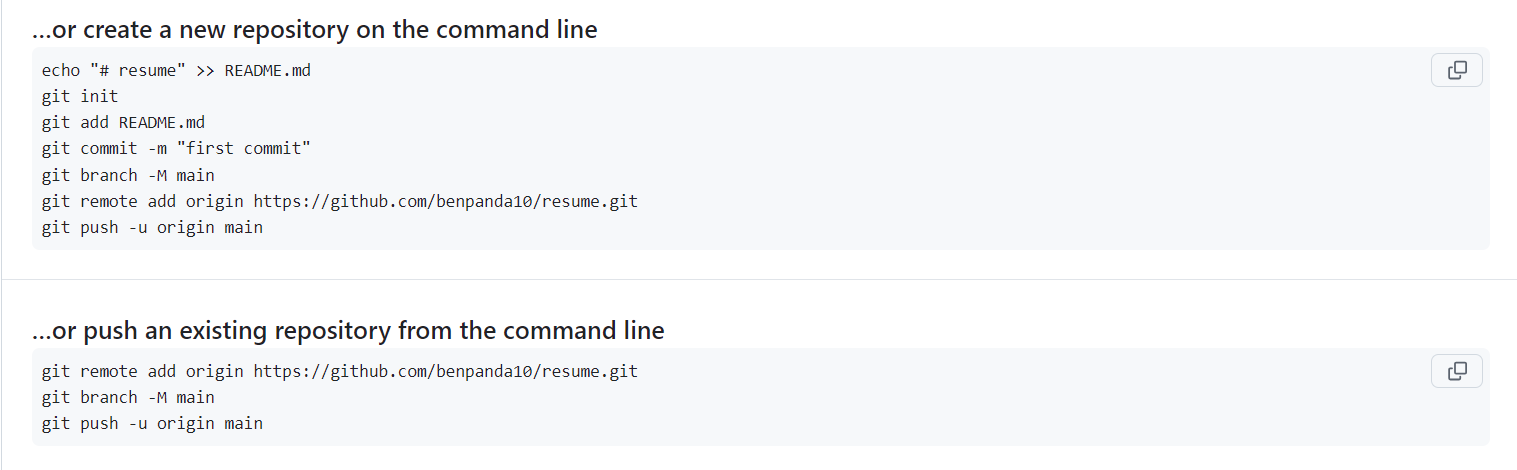 ...or create a new repository on the command line
echo "# resume" >> README.md
git init
git add README.md
git commit -m "first commit"
git branch -M main
git remote add origin https://github.com/benpanda10/resume.git
git push -u origin main
...or push an existing repository from the command line
git remote add origin https://github.com/benpanda10/resume.git
git branch -M main
git push -u origin main